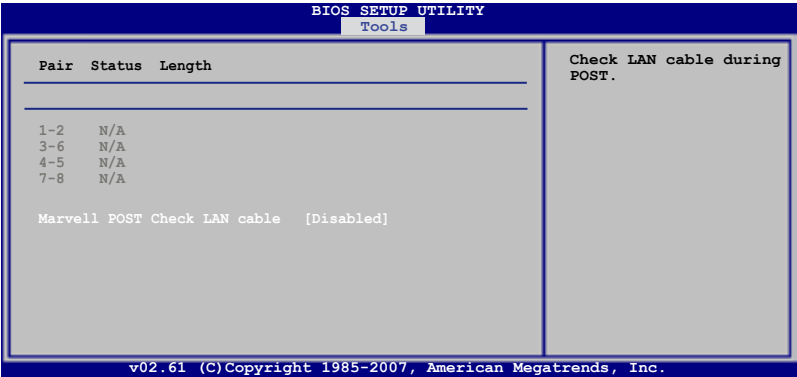 BIOS SETUP UTILITY
Tools
Pair Status Length
1-2 N/A
3-6 N/A
4-5 N/A
7-8 N/A
Marvell POST Check LAN cable [Disabled]
Check LAN cable during
POST.
v02.61 (C)Copyright 1985-2007, American Megatrends, Inc.